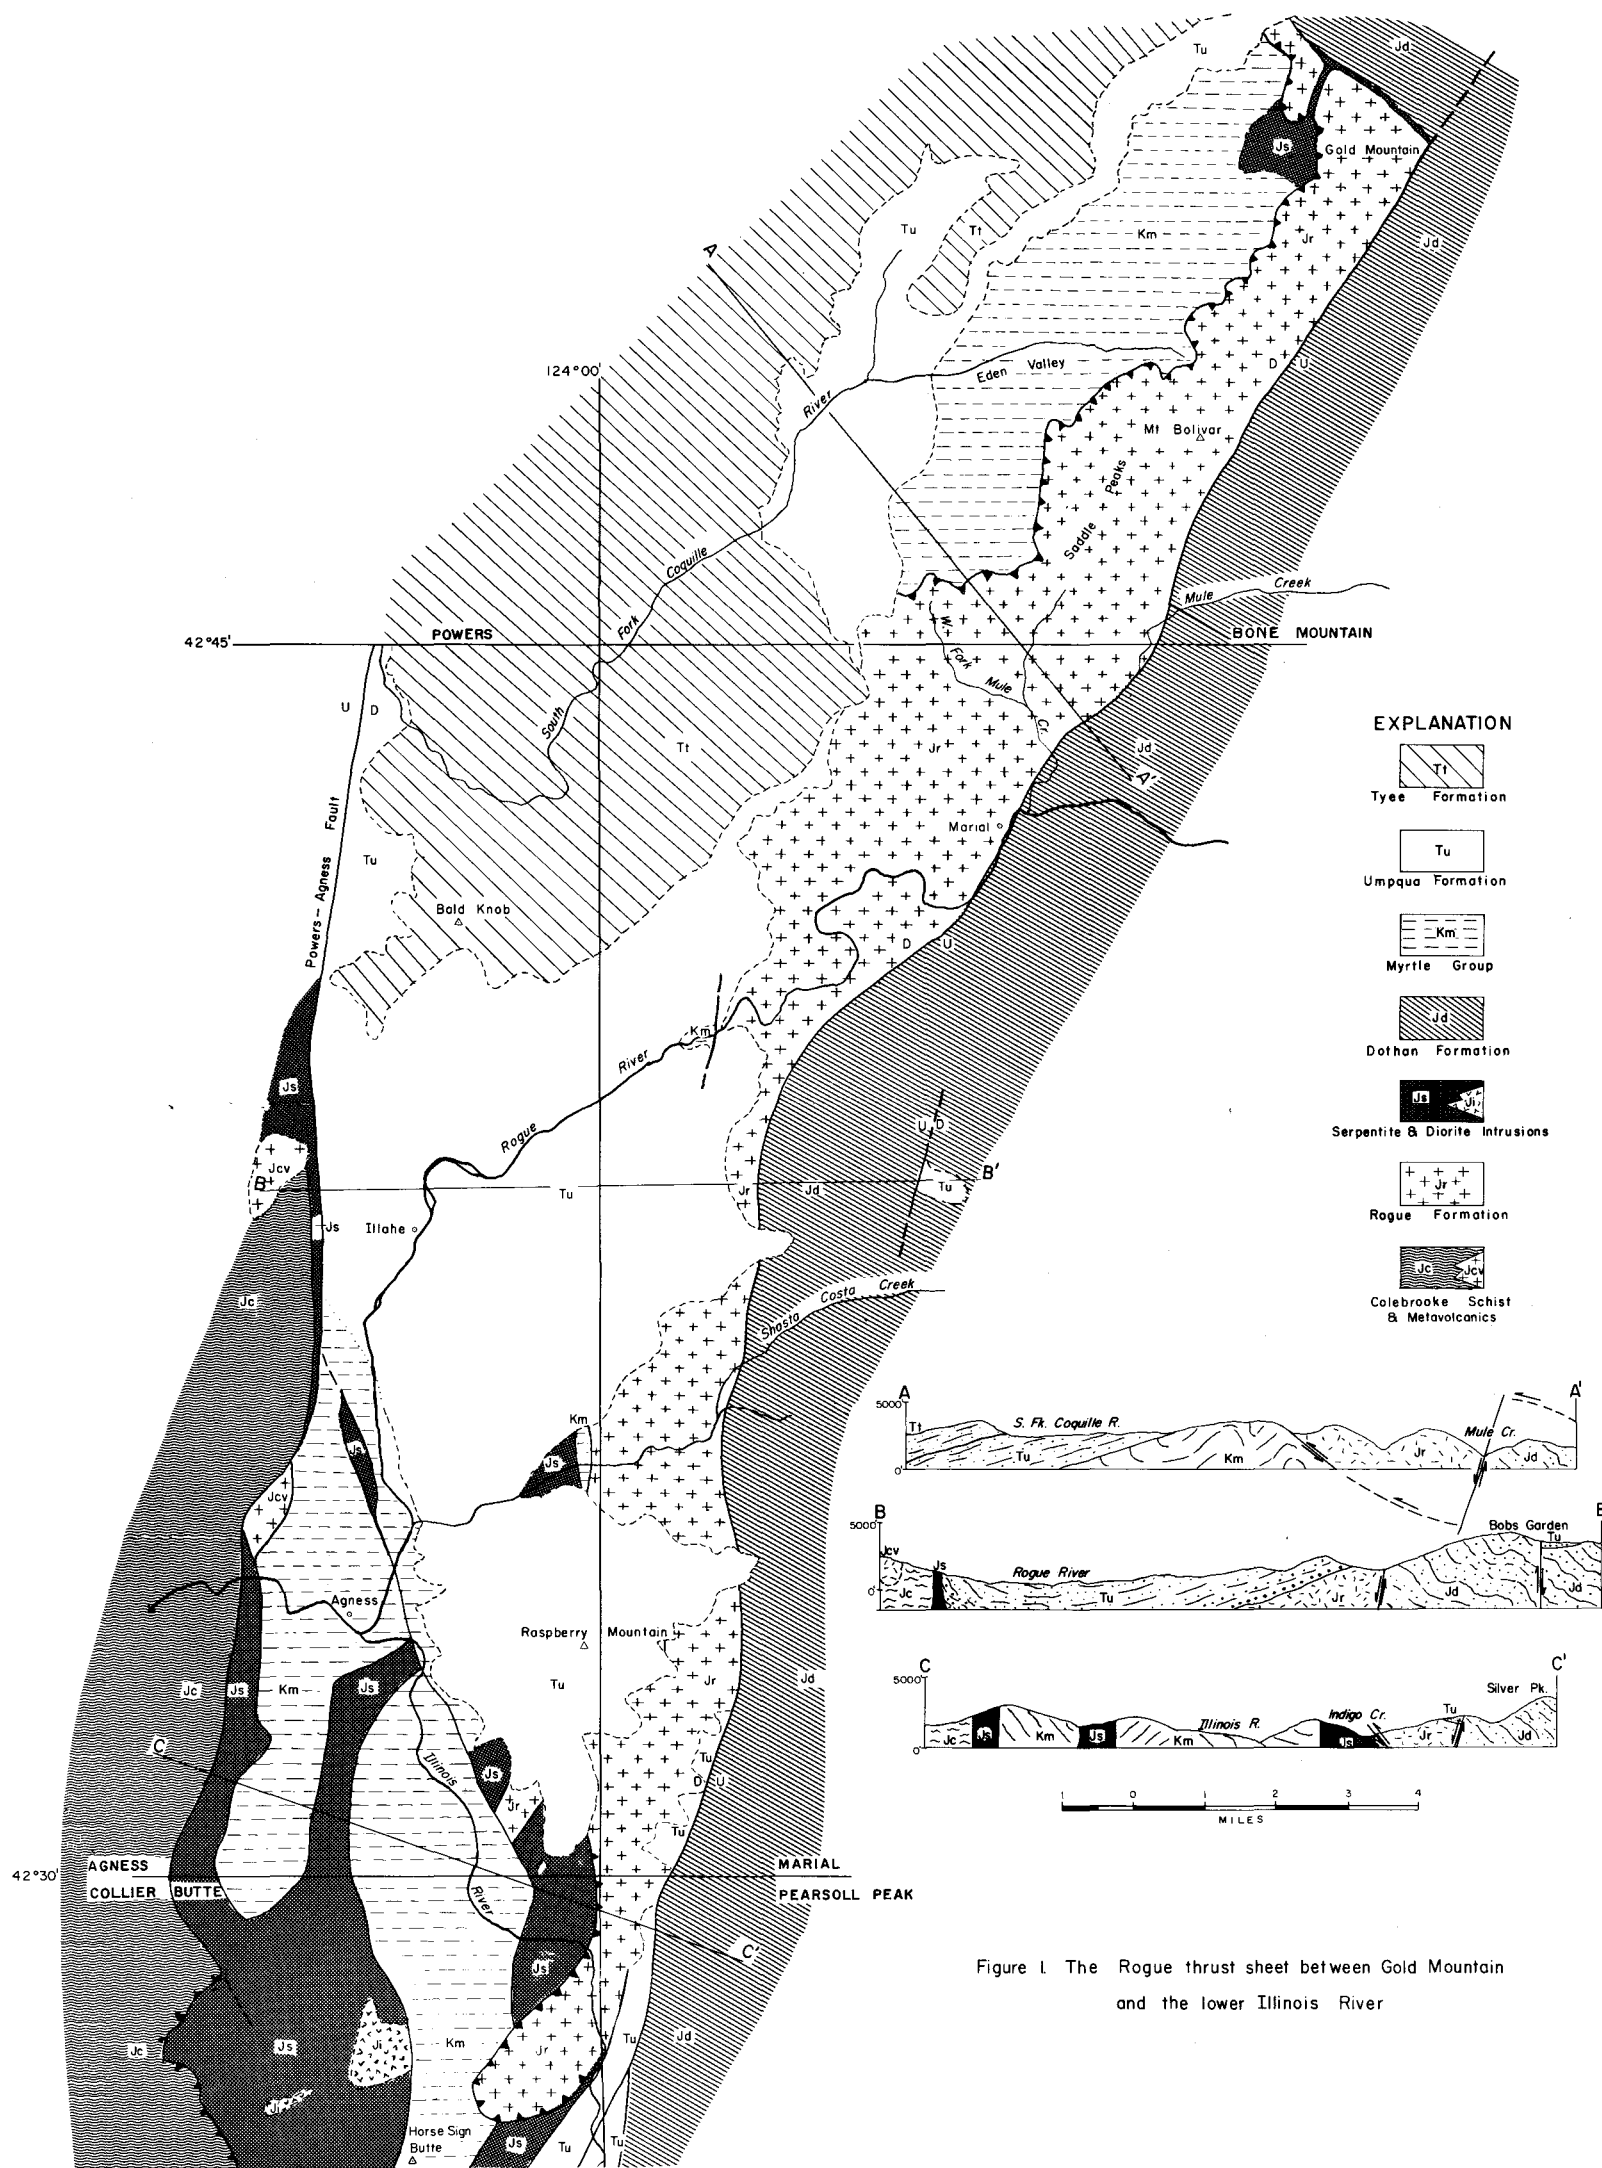 Tu
Jd
Js
Gold Mountain
A
Tu
Tt
Km
Jr
Jd
124°00'
Eden Valley
D U
River
Mt Bolivar
Saddle Peaks
Coquille
Mule Creek
Fork
W. Fork Mule Cr.
42°45'
POWERS
BONE MOUNTAIN
U D
South
Tt
Jr
Jd
A'
Powers – Agness Fault
Tu
Marial
Bald Knob
D U
Km
River
Js
Rogue
U D
Jcv
B
Tu
Jr
Jd
Tu
B'
Js
Illahe
Jc
Shasta Costa Creek
Km
Js
Js
Jcv
Jr
Agness
Raspberry Mountain
Jc
Js
Km
Js
Tu
Jr
Jd
C
Illinois
Tu
Js
D U
Jr
Tu
42°30'
AGNESS
MARIAL
COLLIER BUTTE
PEARSOLL PEAK
River
C'
Js
Jc
Js
Ji
Km
Jr
Tu
Jd
Ji
Horse Sign
Butte
Js
Tu
Tu
EXPLANATION
Tt
Tyee Formation
Tu
Umpqua Formation
Km
Myrtle Group
Jd
Dothan Formation
Js
Ji
Serpentite & Diorite Intrusions
Jr
Rogue Formation
Jc
Jcv
Colebrooke Schist
& Metavolcanics
A
A'
5000'
Tt
S. Fk. Coquille R.
Mule Cr.
Tu
Km
Jr
Jd
0'
B
B
5000'
Bobs Garden
Tu
Jcv
Js
Rogue River
0'
Jc
Tu
Jr
Jd
Jd
C
C'
5000'
Silver Pk.
Illinois R.
Indigo Cr.
Tu
0'
Jc
Js
Km
Js
Km
Js
Jr
Jd
1 0 1 2 3 4
MILES
Figure 1. The Rogue thrust sheet between Gold Mountain
and the lower Illinois River